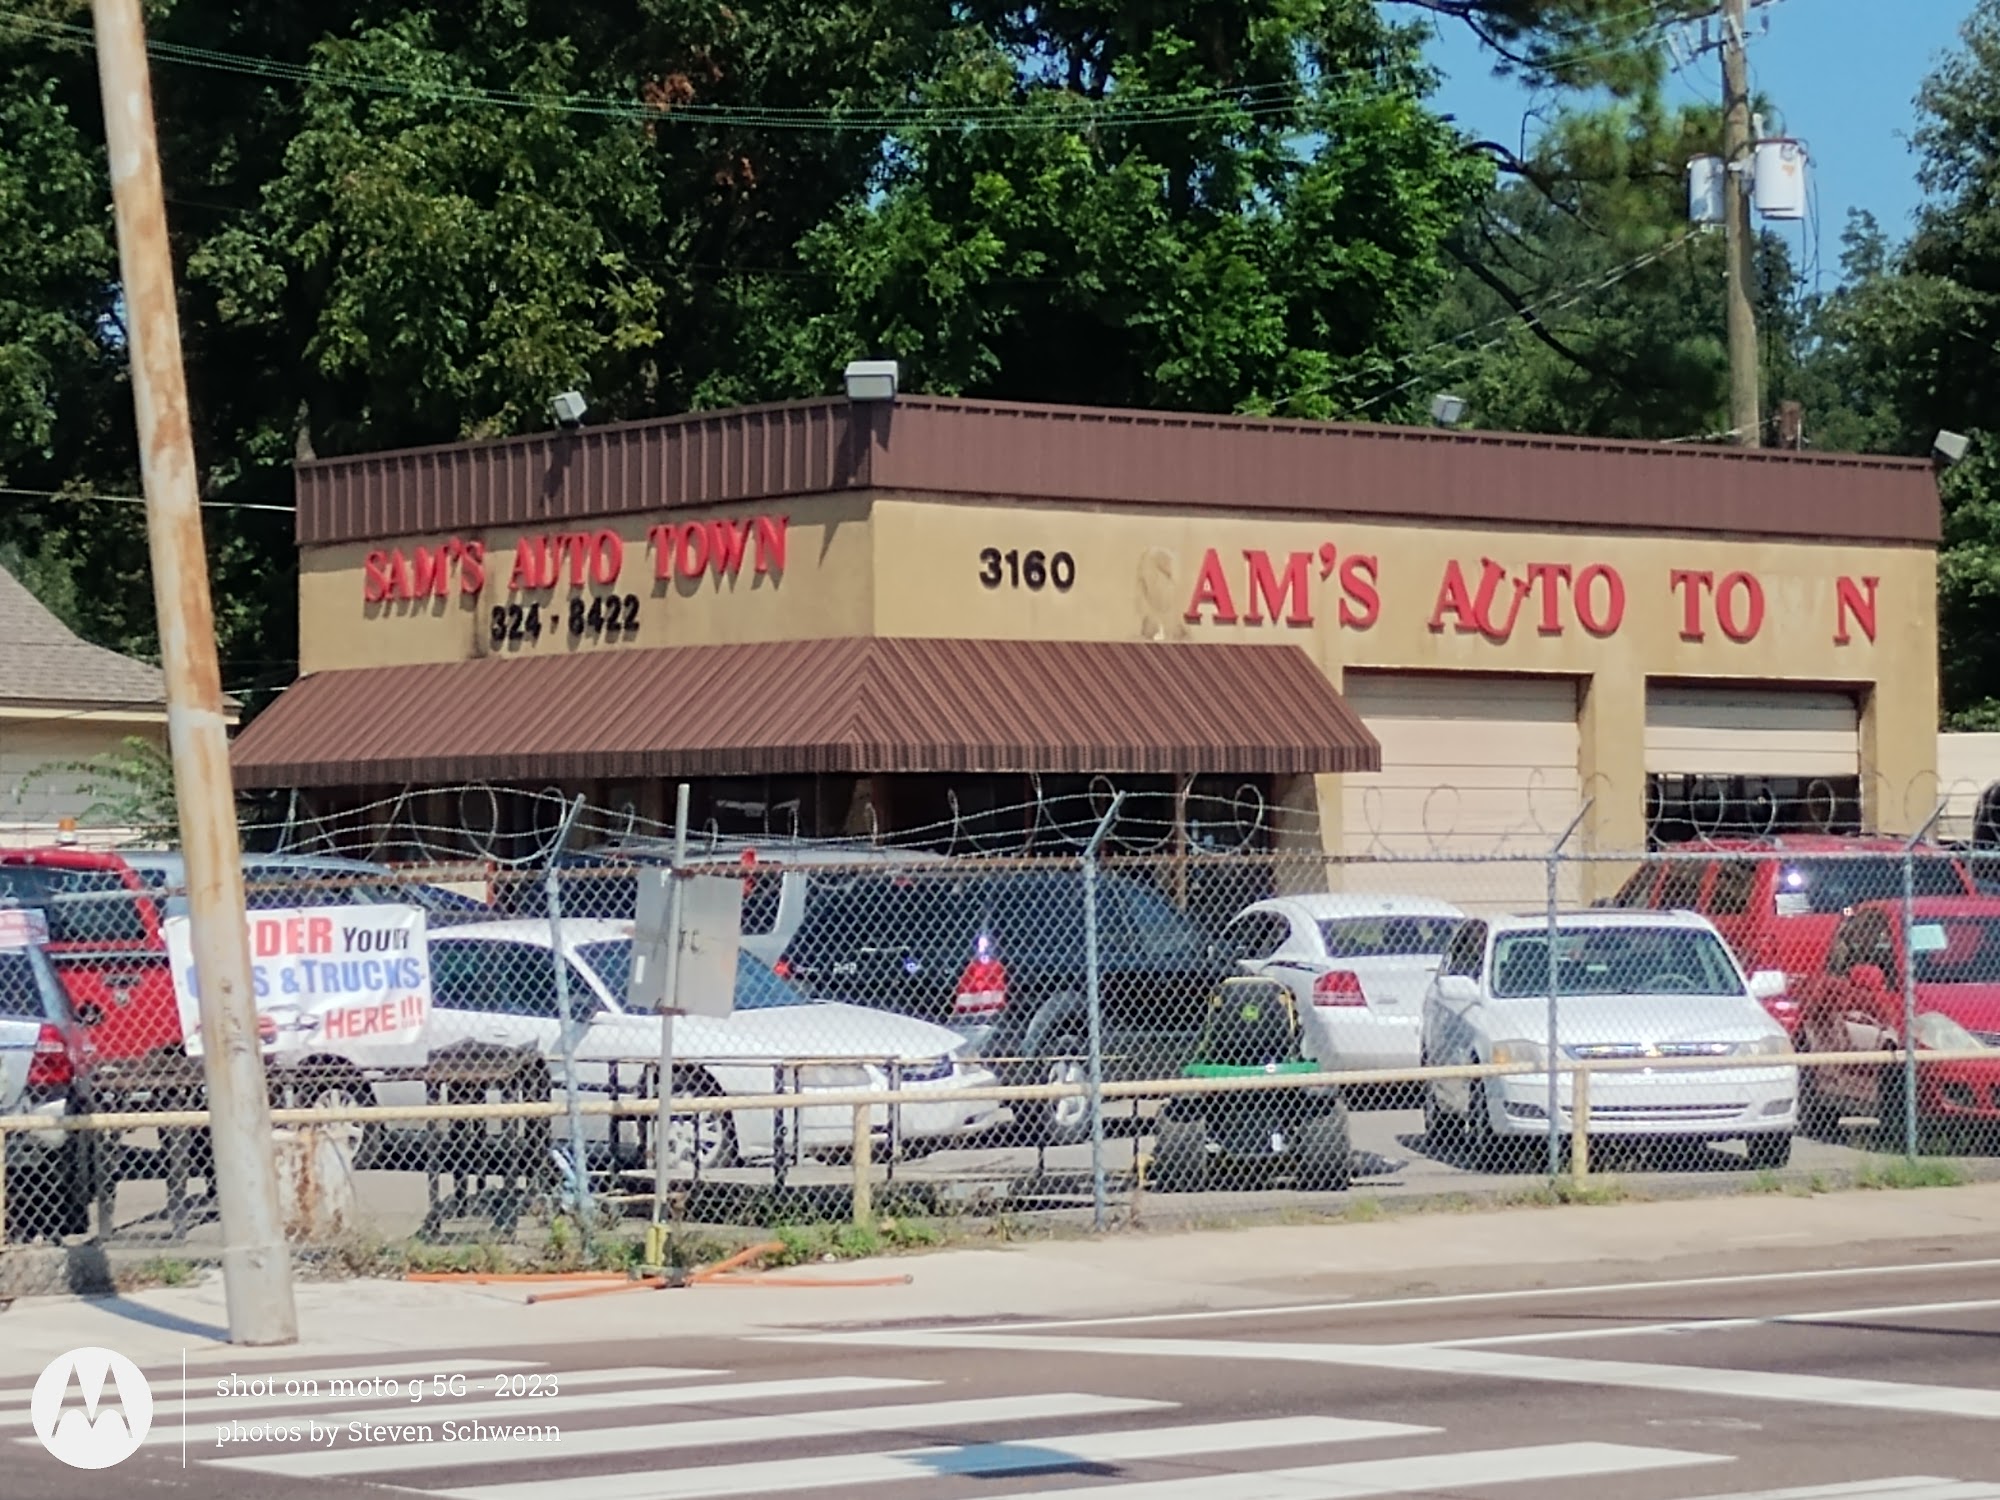 SAM'S AUTO TOWN
324-8422
3160
AM'S AUTO TO N
DER YOUR
& TRUCKS
HERE!!!
shot on moto g 5G - 2023
photos by Steven Schwenn